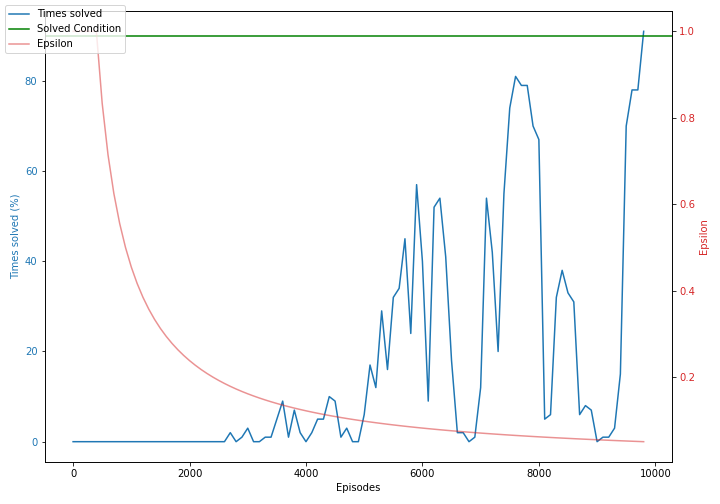 Times solved
Solved Condition
Epsilon
1.0
80
0.8
60
0.6
Times solved (%)
Epsilon
40
0.4
20
0.2
0
0 2000 4000 6000 8000 10000
Episodes